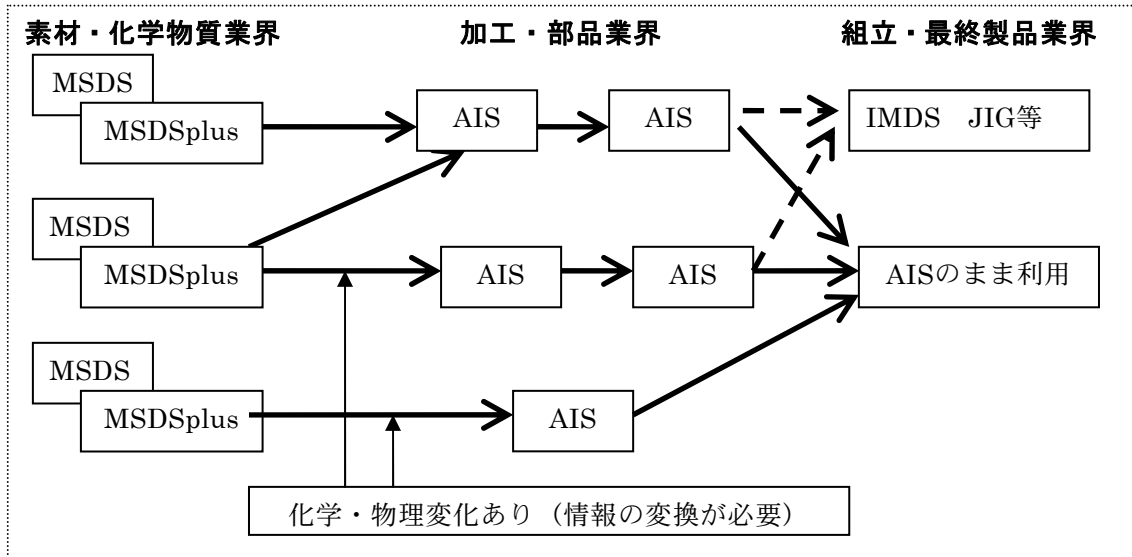 素材・化学物質業界 加工・部品業界 組立・最終製品業界
MSDS
MSDSplus
AIS
AIS
IMDS JIG等
MSDS
MSDSplus
AIS
AIS
AISのまま利用
MSDS
MSDSplus
AIS
化学・物理変化あり（情報の変換が必要）